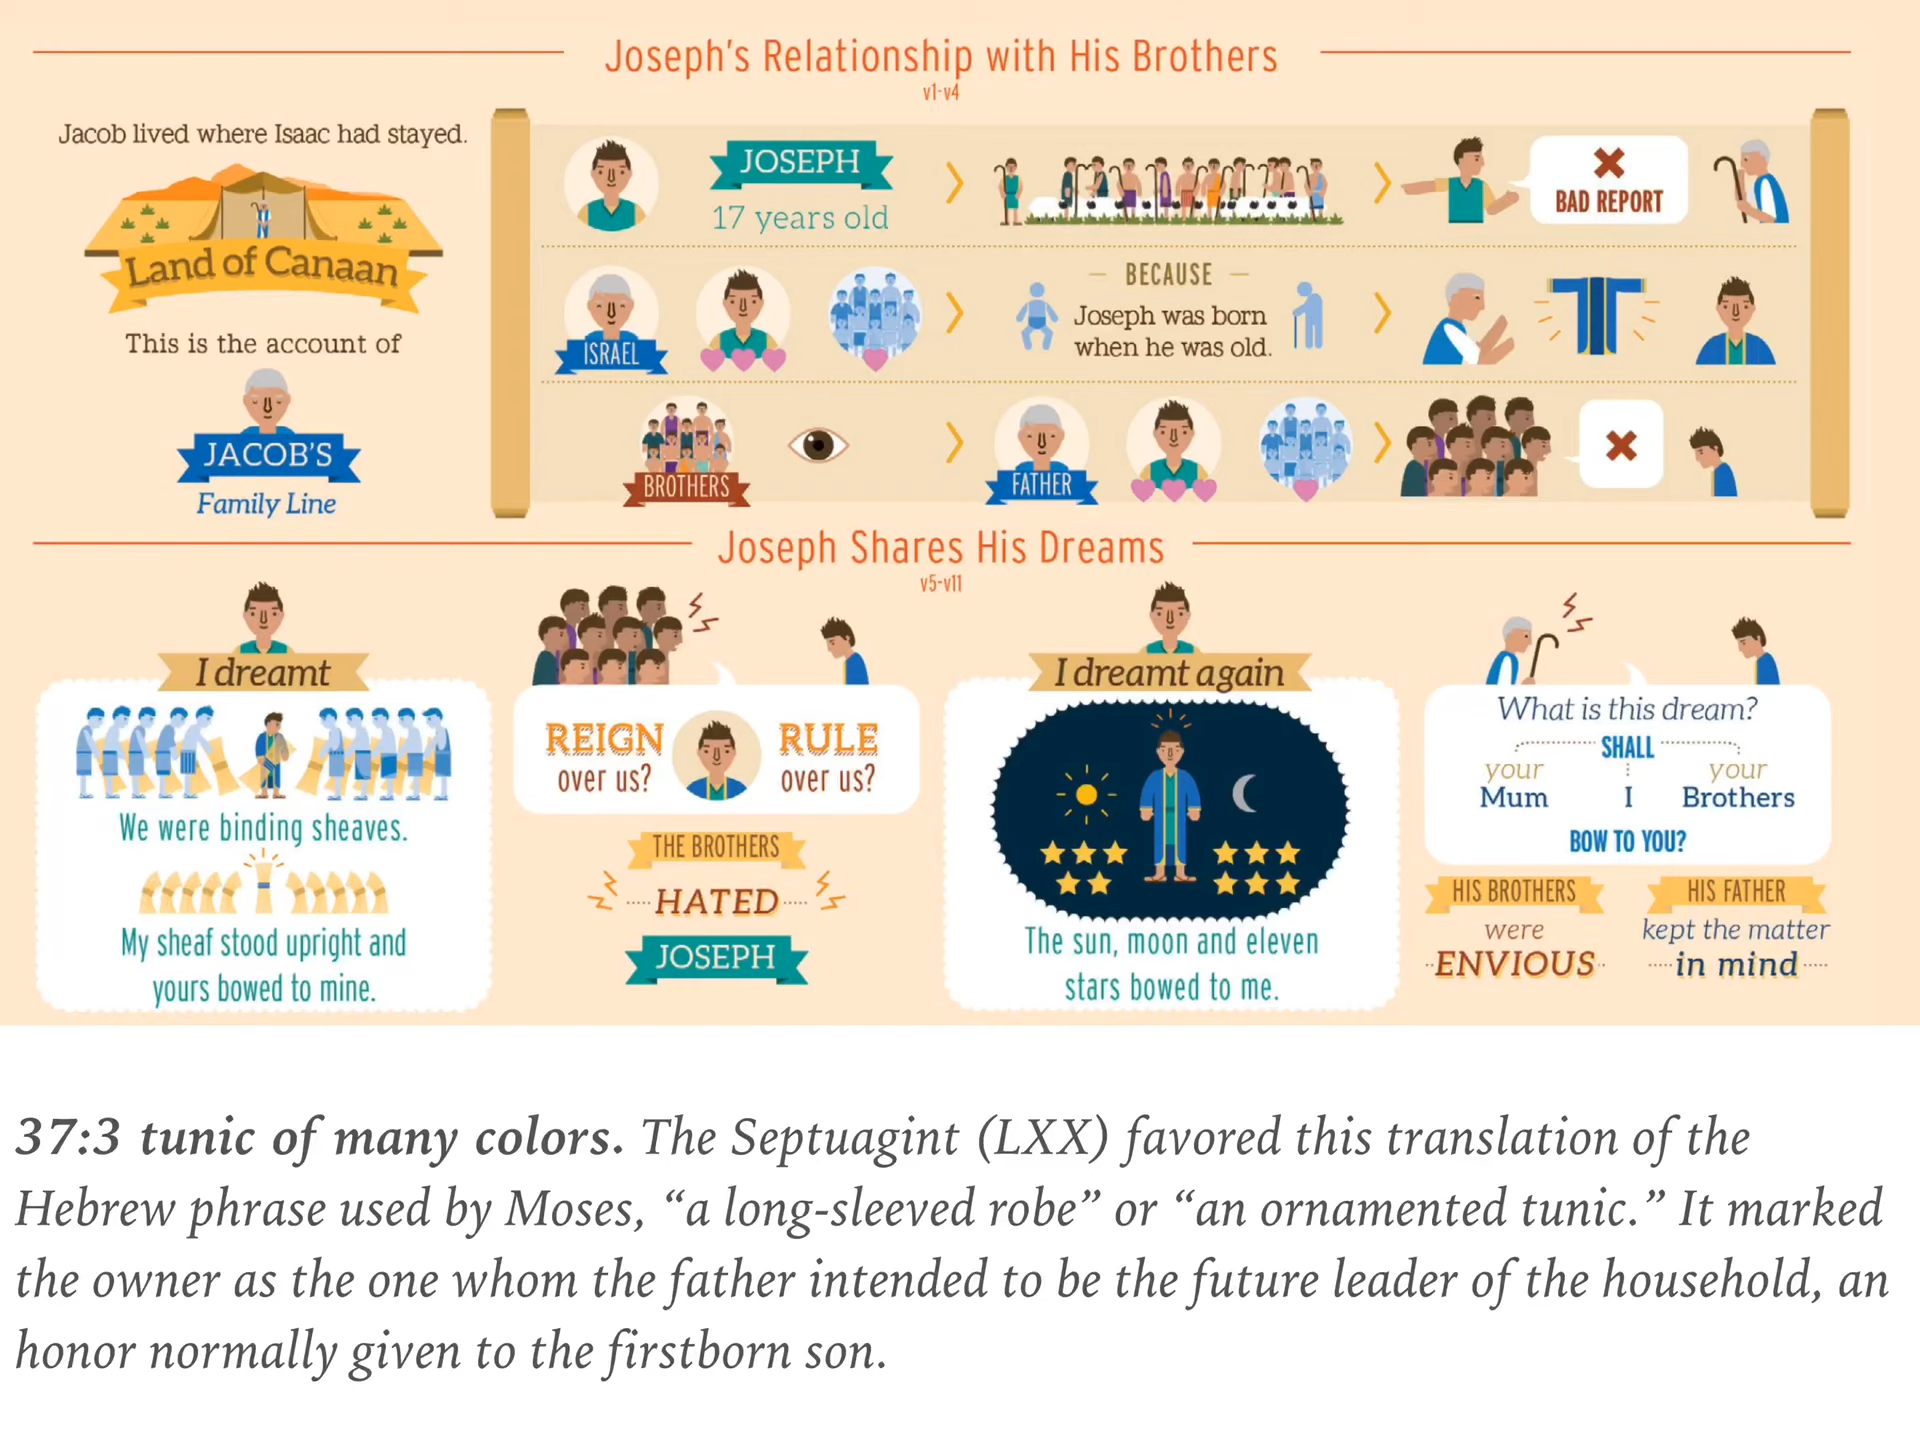 Joseph's Relationship with His Brothers
v1-v4
Jacob lived where Isaac had stayed.
Land of Canaan
This is the account of
JACOB'S
Family Line
JOSEPH
17 years old
BAD REPORT
ISRAEL
BECAUSE
Joseph was born
when he was old.
BROTHERS
FATHER
Joseph Shares His Dreams
v5-v11
I dreamt
We were binding sheaves.
My sheaf stood upright and
yours bowed to mine.
REIGN
over us?
RULE
over us?
THE BROTHERS
HATED
JOSEPH
I dreamt again
The sun, moon and eleven
stars bowed to me.
What is this dream?
SHALL
your
Mum
I
your
Brothers
BOW TO YOU?
HIS BROTHERS
were
ENVIOUS
HIS FATHER
kept the matter
in mind
37:3 tunic of many colors. The Septuagint (LXX) favored this translation of the
Hebrew phrase used by Moses, “a long-sleeved robe” or “an ornamented tunic.” It marked
the owner as the one whom the father intended to be the future leader of the household, an
honor normally given to the firstborn son.